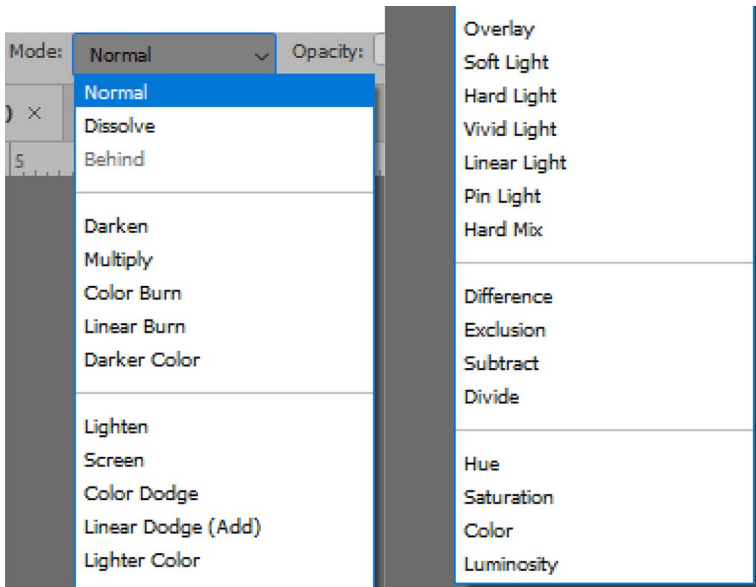 Mode: Normal Opacity:
Normal
) ×
Dissolve
5
Behind
Darken
Multiply
Color Burn
Linear Burn
Darker Color
Lighten
Screen
Color Dodge
Linear Dodge (Add)
Lighter Color
Overlay
Soft Light
Hard Light
Vivid Light
Linear Light
Pin Light
Hard Mix
Difference
Exclusion
Subtract
Divide
Hue
Saturation
Color
Luminosity